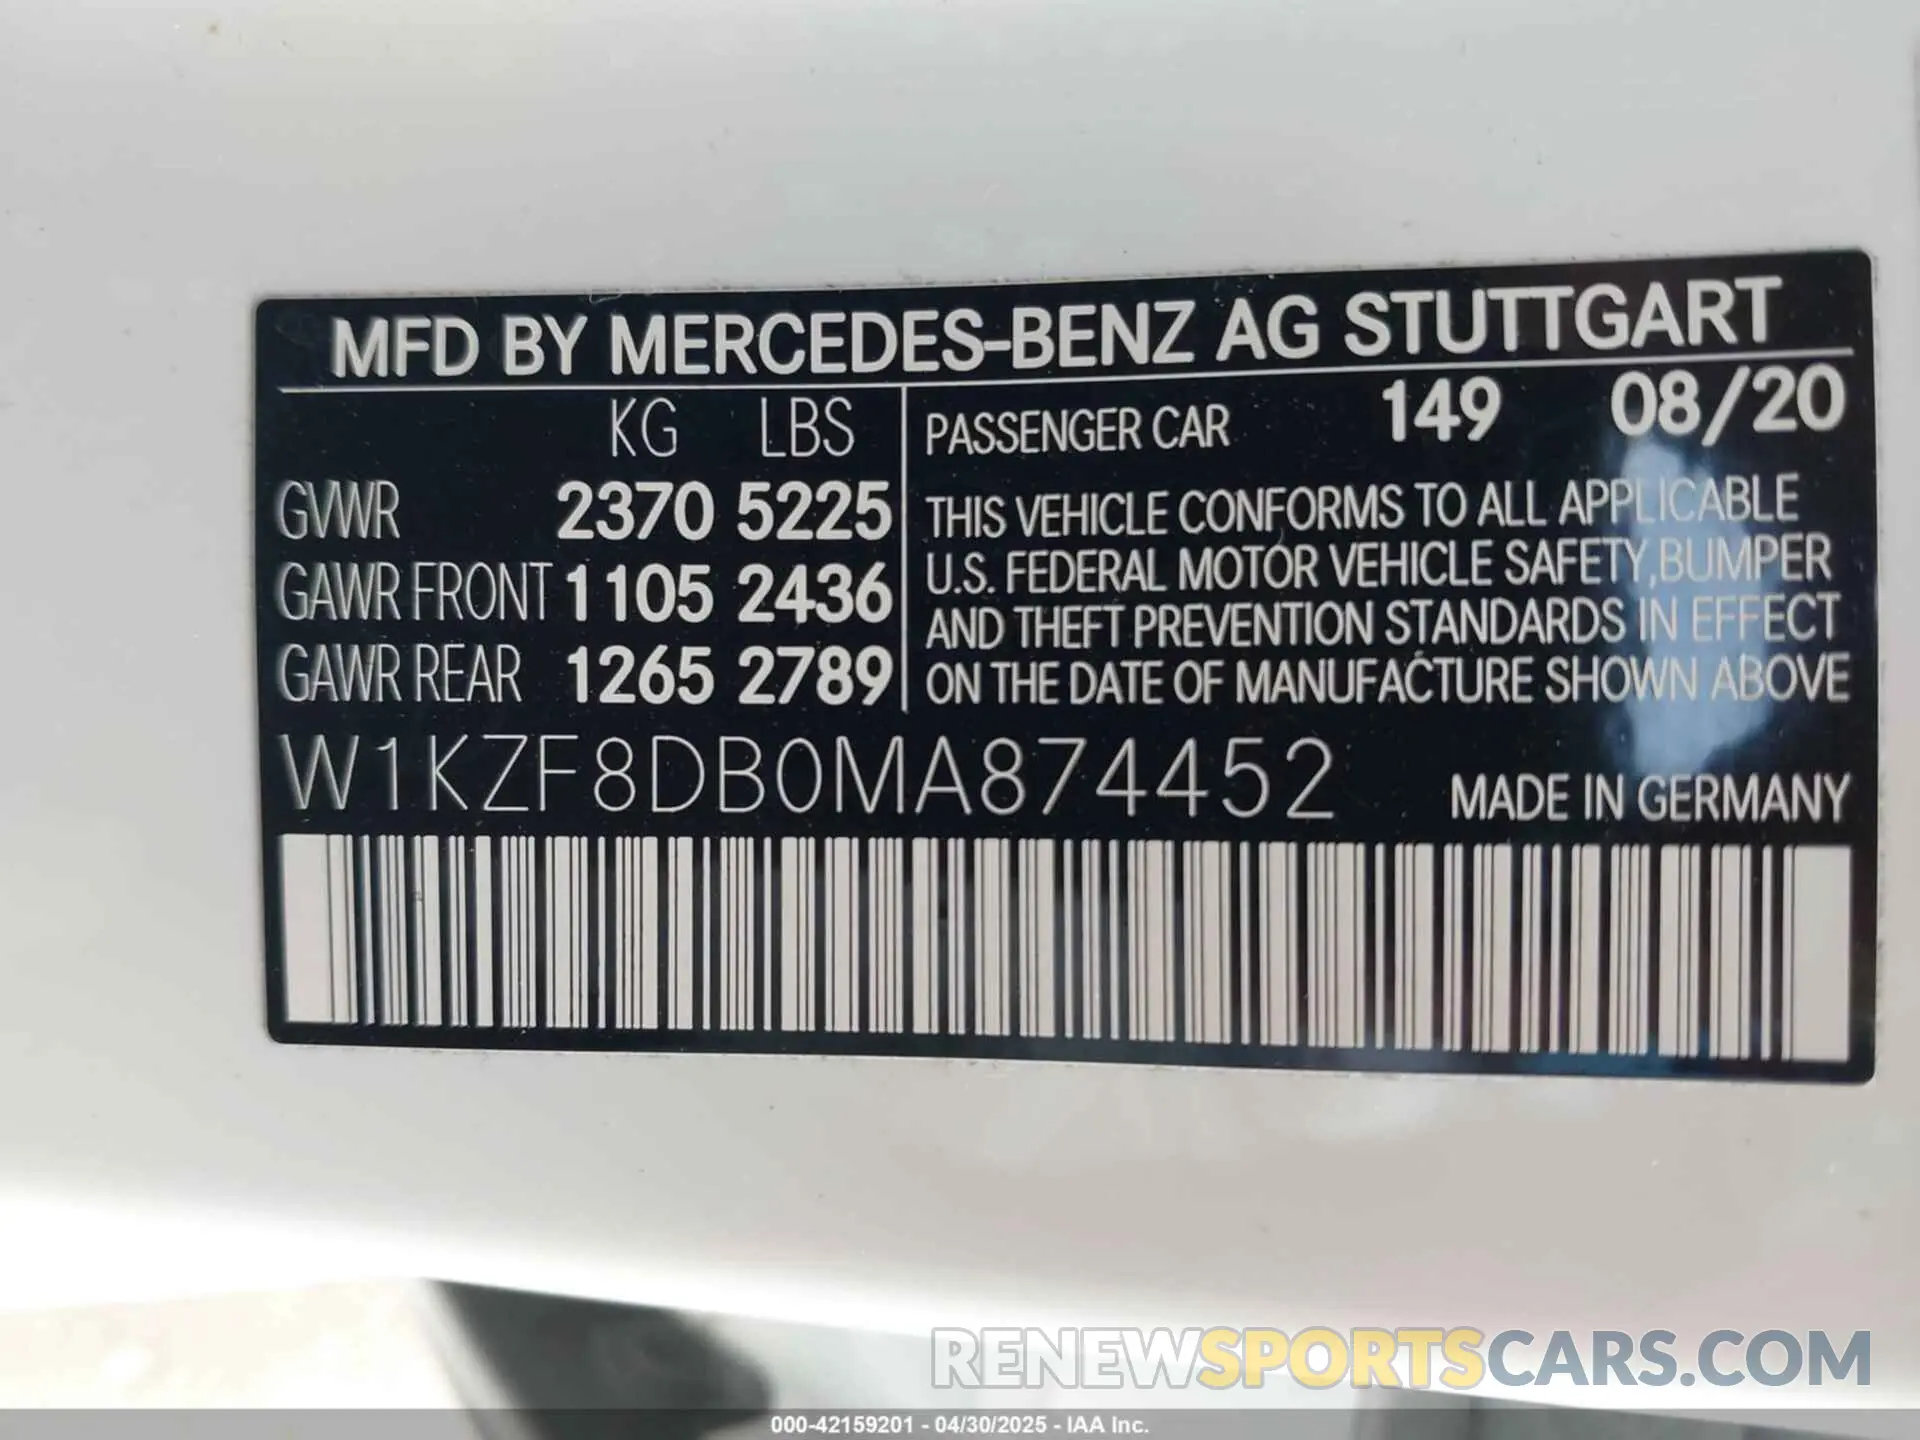 MFD BY MERCEDES-BENZ AG STUTTGART
KG LBS
GVWR 2370 5225
GAWR FRONT 1105 2436
GAWR REAR 1265 2789
PASSENGER CAR 149 08/20
THIS VEHICLE CONFORMS TO ALL APPLICABLE
U.S. FEDERAL MOTOR VEHICLE SAFETY,BUMPER
AND THEFT PREVENTION STANDARDS IN EFFECT
ON THE DATE OF MANUFACTURE SHOWN ABOVE
W1KZF8DB0MA874452
MADE IN GERMANY
RENEWSPORTSCARS.COM
000-42159201 - 04/30/2025 - IAA Inc.